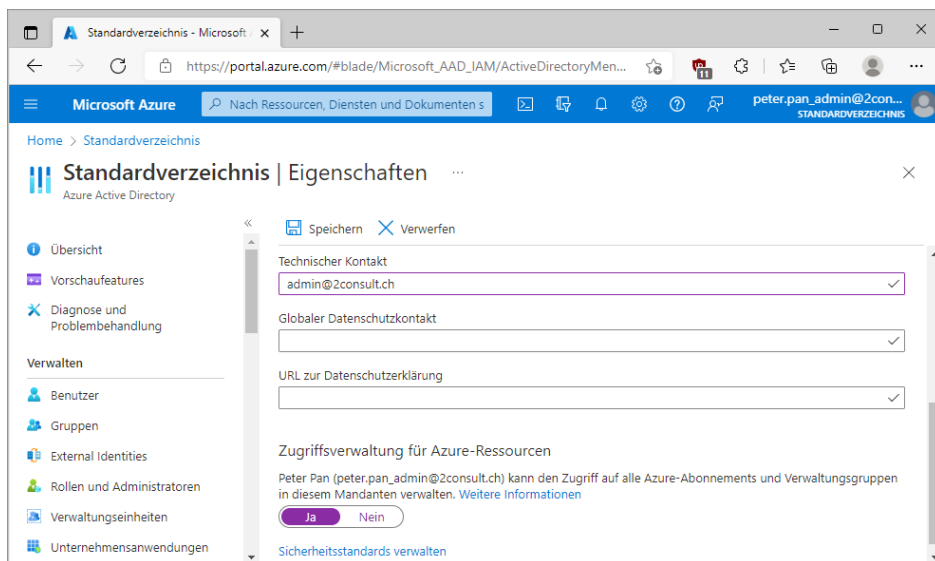 Standardverzeichnis - Microsoft A
https://portal.azure.com/#blade/Microsoft_AAD_IAM/ActiveDirectoryMen...
11
Microsoft Azure
Nach Ressourcen, Diensten und Dokumenten s
peter.pan_admin@2con...
STANDARDVERZEICHNIS
Home > Standardverzeichnis
Standardverzeichnis | Eigenschaften ...
Azure Active Directory
Speichern
Verwerfen
Übersicht
Vorschaufeatures
Diagnose und
Problembehandlung
Verwalten
Benutzer
Gruppen
External Identities
Rollen und Administratoren
Verwaltungseinheiten
Unternehmensanwendungen
Technischer Kontakt
admin@2consult.ch
Globaler Datenschutzkontakt
URL zur Datenschutzerklärung
Zugriffsverwaltung für Azure-Ressourcen
Peter Pan (peter.pan_admin@2consult.ch) kann den Zugriff auf alle Azure-Abonnements und Verwaltungsgruppen
in diesem Mandanten verwalten. Weitere Informationen
Ja Nein
Sicherheitsstandards verwalten